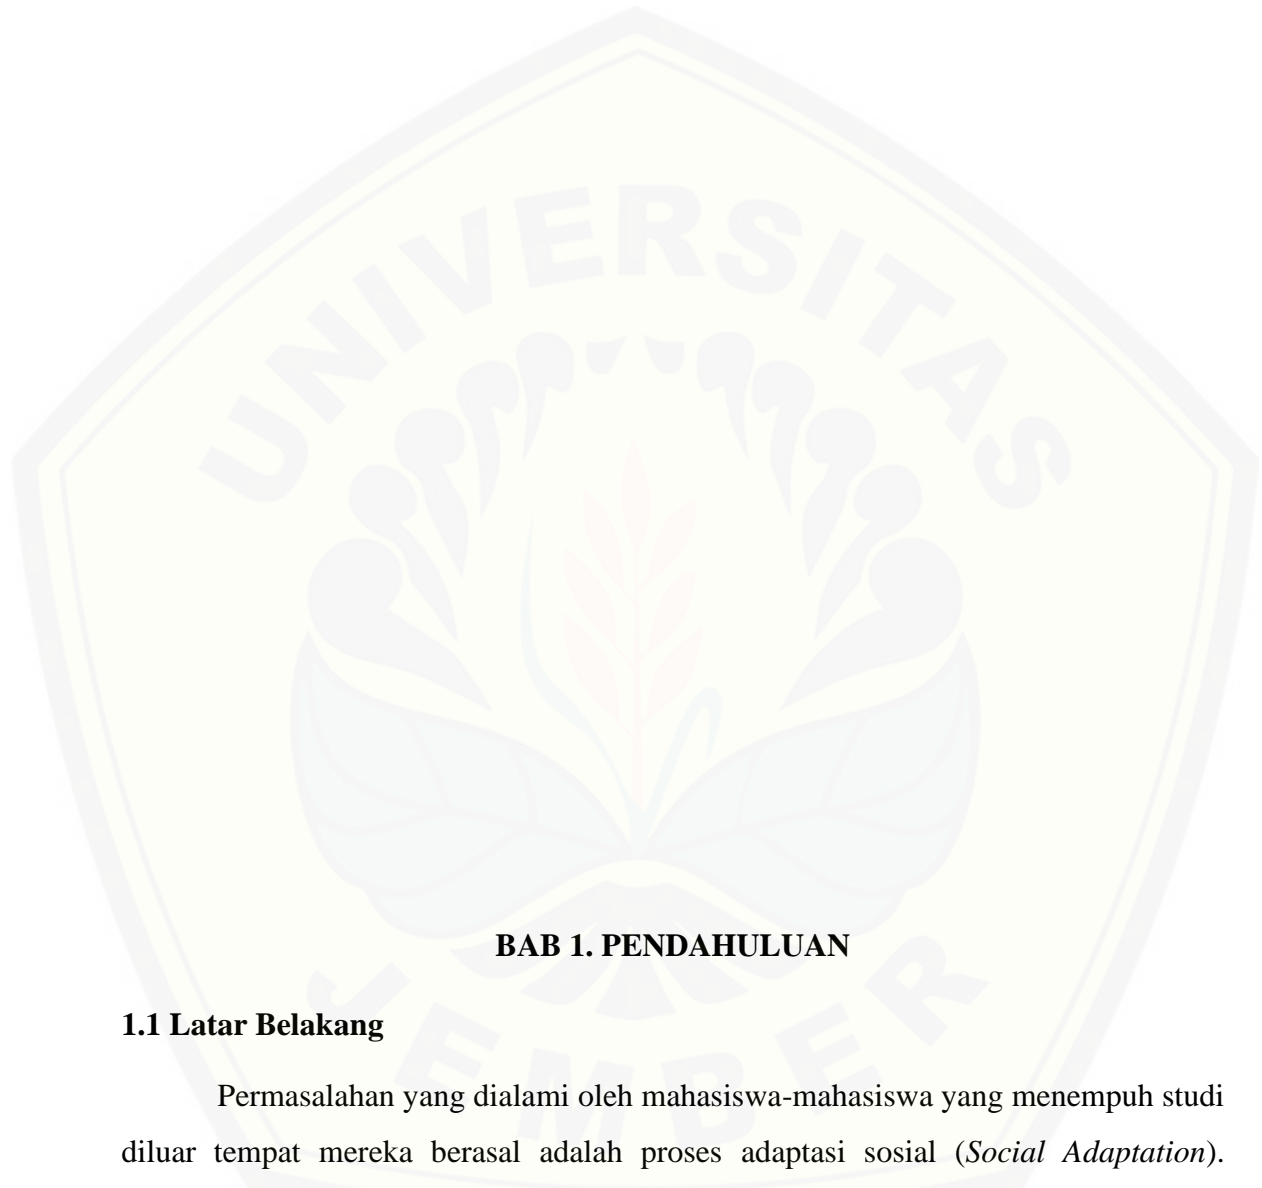 UNIVERSITAS
BAB 1. PENDAHULUAN
JEMBER
1.1 Latar Belakang
Permasalahan yang dialami oleh mahasiswa-mahasiswa yang menempuh studi
diluar tempat mereka berasal adalah proses adaptasi sosial (Social Adaptation).